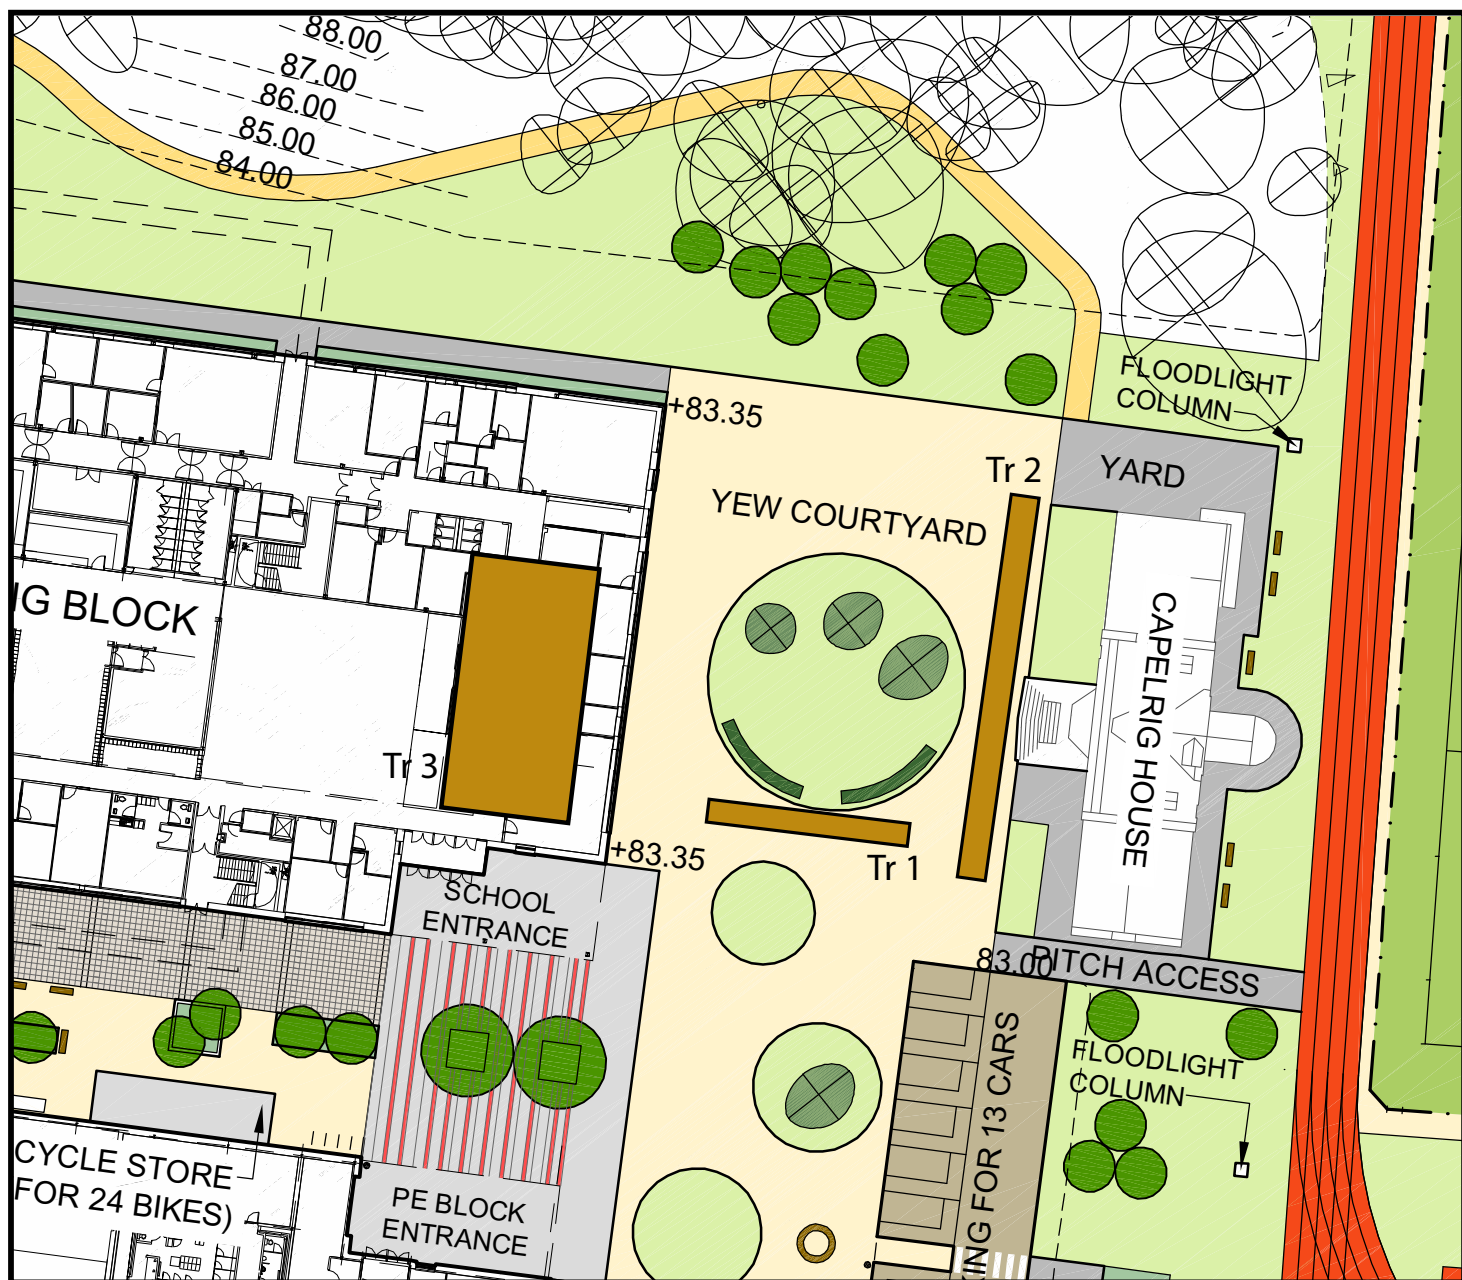 88.00
87.00
86.00
85.00
84.00
FLOODLIGHT
COLUMN
+83.35
Tr 2
YARD
YEW COURTYARD
IG BLOCK
CAPELRIG HOUSE
Tr 3
+83.35
Tr 1
SCHOOL
ENTRANCE
83.00
PITCH ACCESS
KING FOR 13 CARS
FLOODLIGHT
COLUMN
CYCLE STORE
FOR 24 BIKES)
PE BLOCK
ENTRANCE